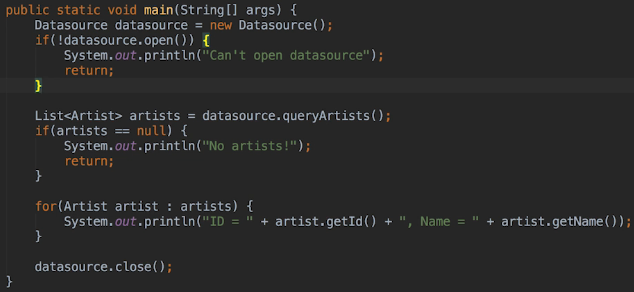 public static void main(String[] args) {
    Datasource datasource = new Datasource();
    if(!datasource.open()) {
        System.out.println("Can't open datasource");
        return;
    }

    List<Artist> artists = datasource.queryArtists();
    if(artists == null) {
        System.out.println("No artists!");
        return;
    }

    for(Artist artist : artists) {
        System.out.println("ID = " + artist.getId() + ", Name = " + artist.getName());
    }

    datasource.close();
}